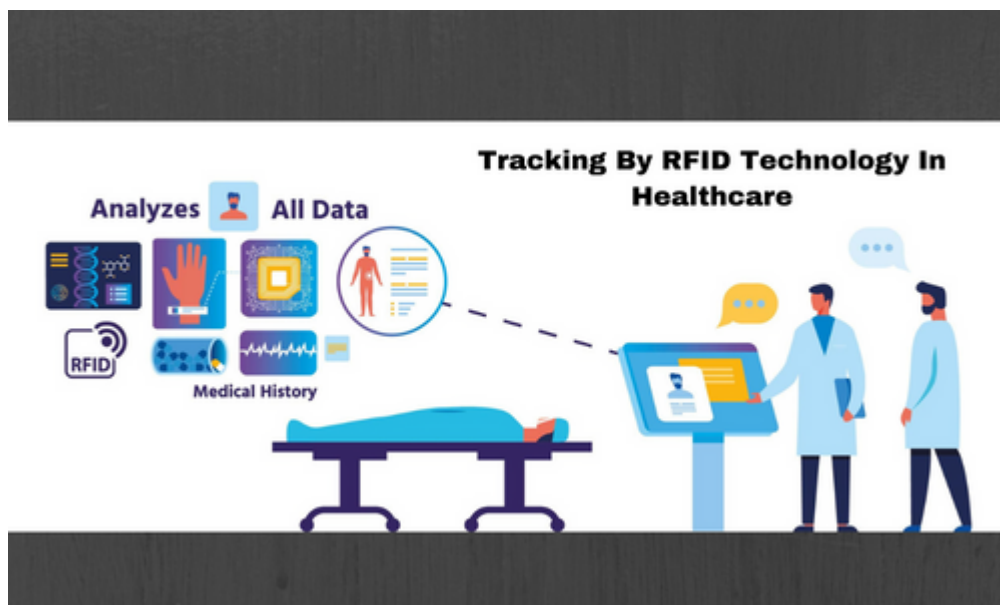 Tracking By RFID Technology In
Healthcare
Analyzes All Data
RFID
Medical History